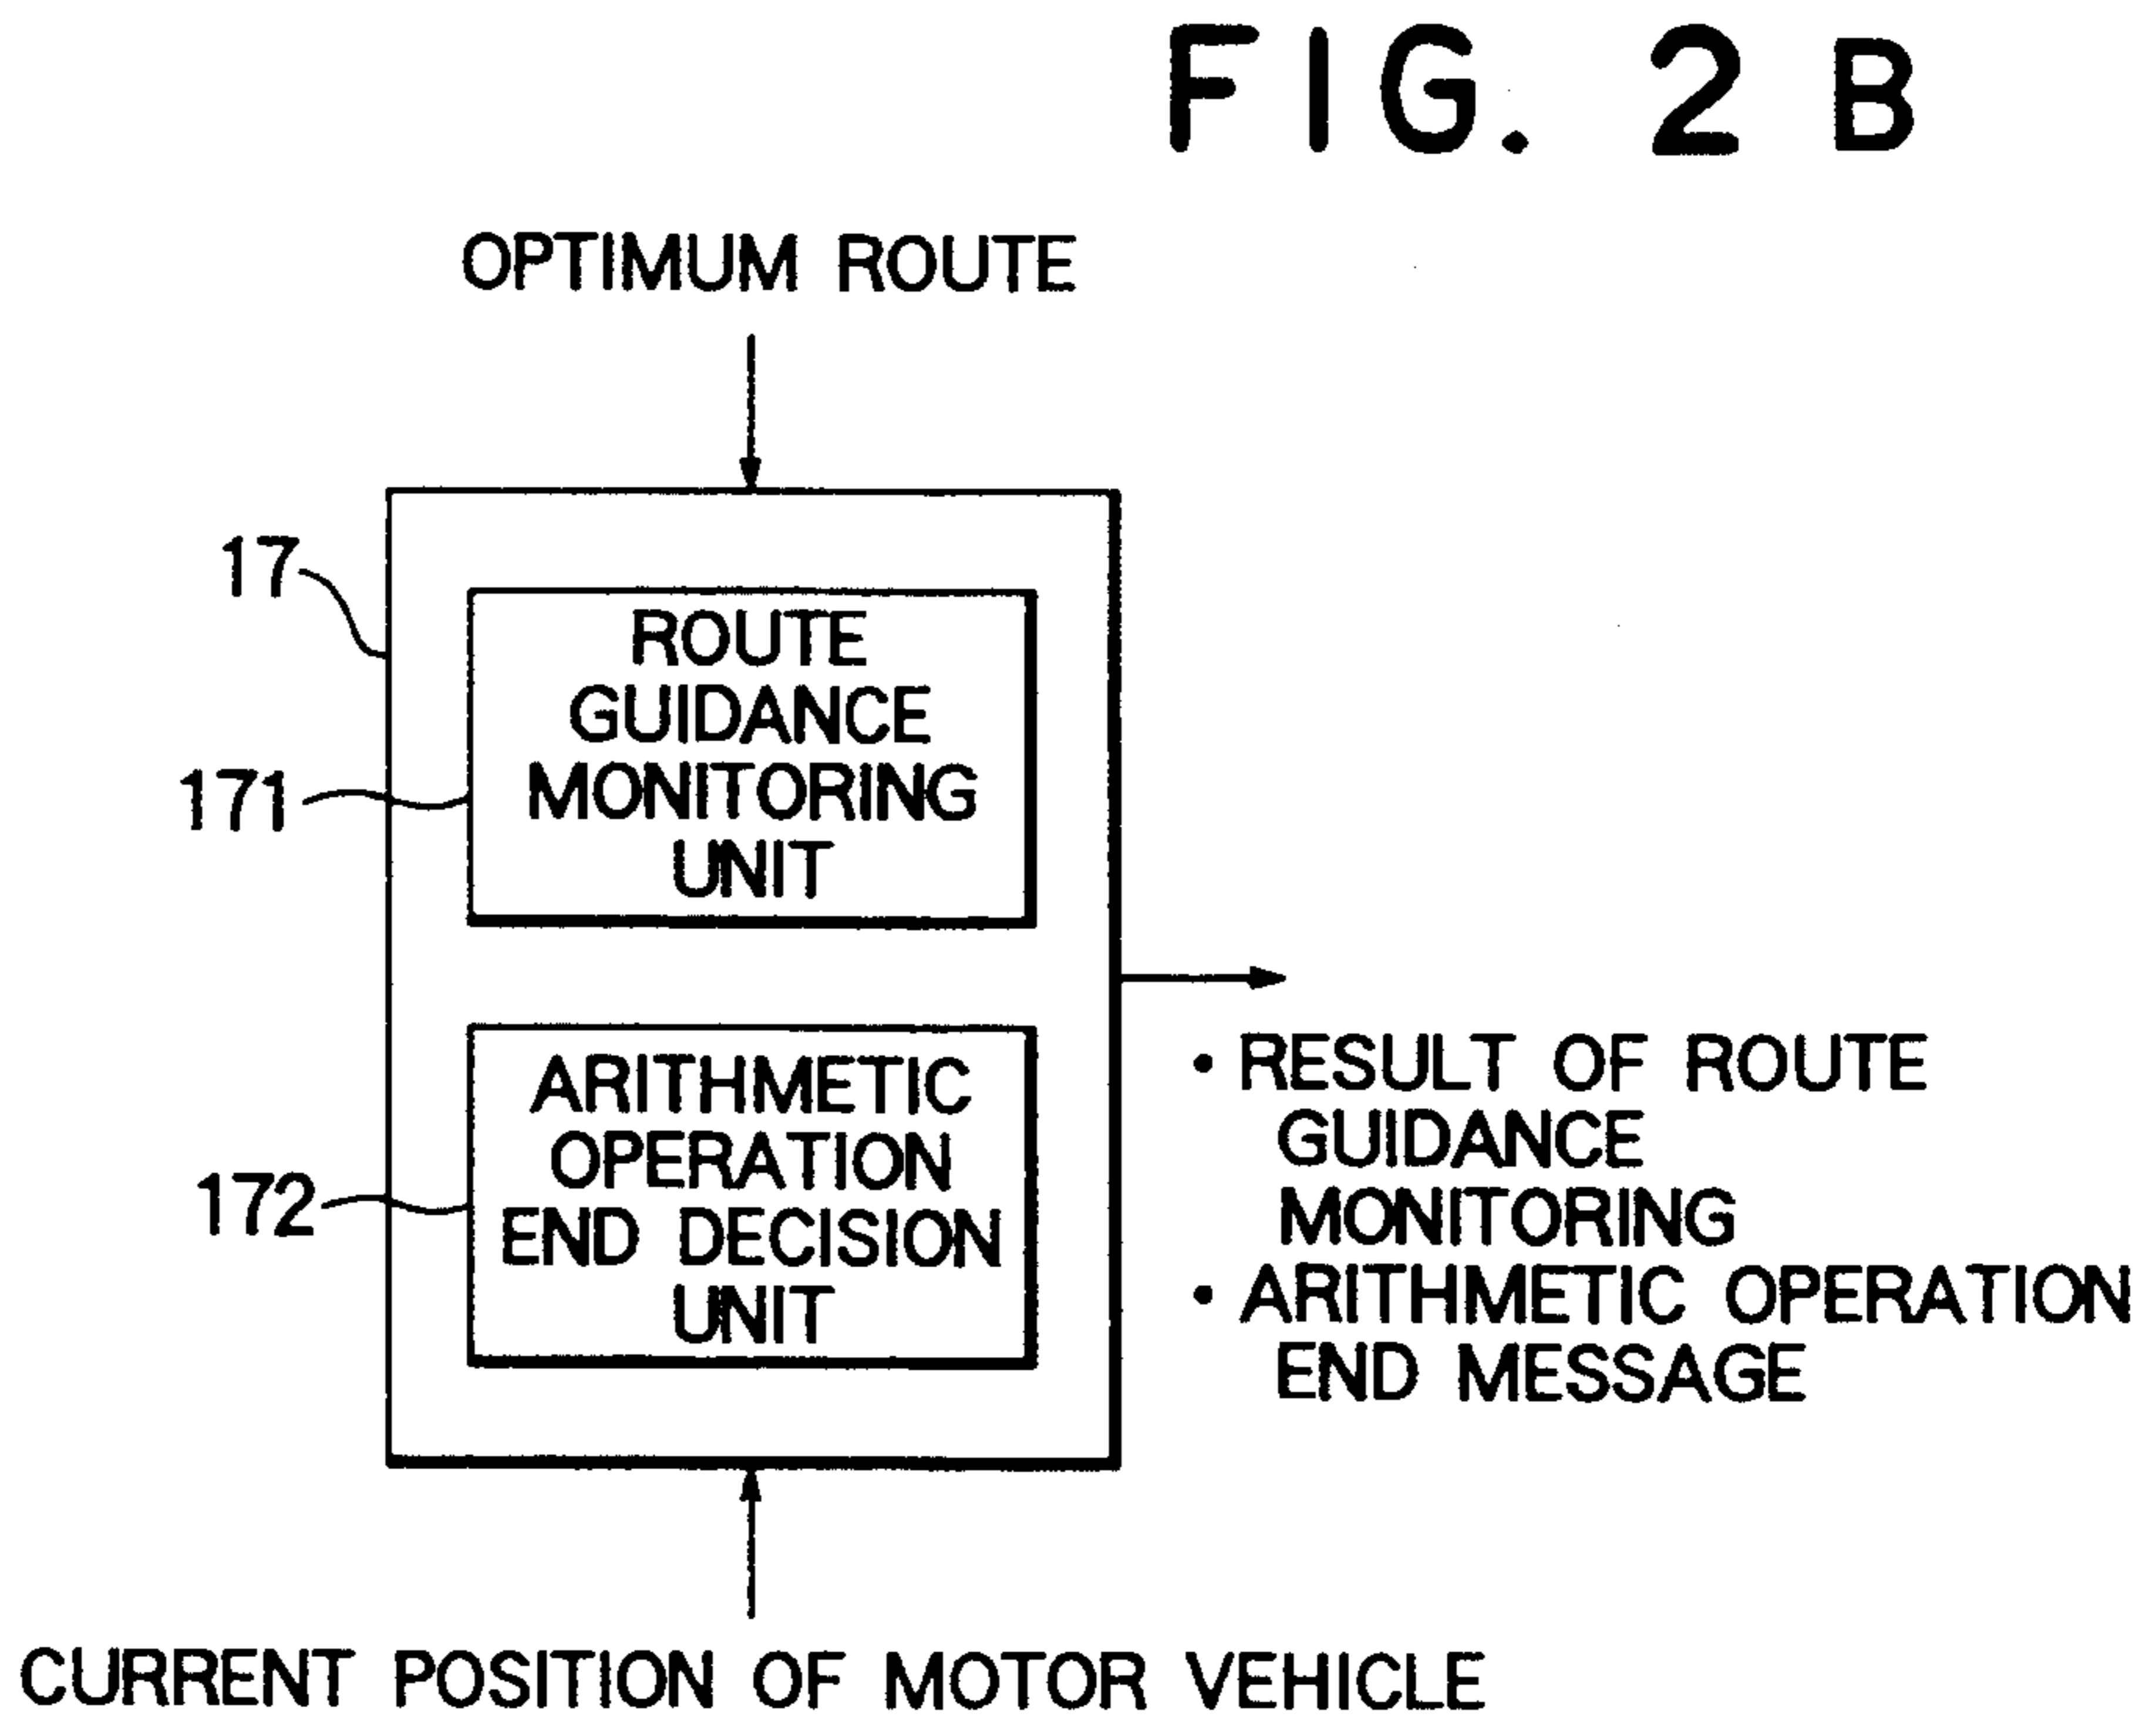 FIG. 2B
OPTIMUM ROUTE
17
ROUTE
GUIDANCE
MONITORING
UNIT
171
ARITHMETIC
OPERATION
END DECISION
UNIT
172
• RESULT OF ROUTE
GUIDANCE
MONITORING
• ARITHMETIC OPERATION
END MESSAGE
CURRENT POSITION OF MOTOR VEHICLE